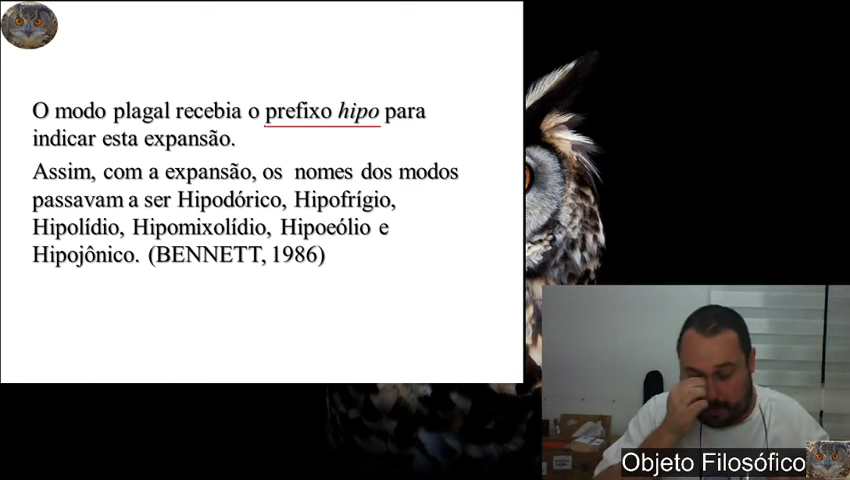 O modo plagal recebia o prefixo hipo para
indicar esta expansão.
Assim, com a expansão, os nomes dos modos
passavam a ser Hipodórico, Hipofrígio,
Hipolídio, Hipomixolídio, Hipoeólio e
Hipojônico. (BENNETT, 1986)
Objeto Filosófico